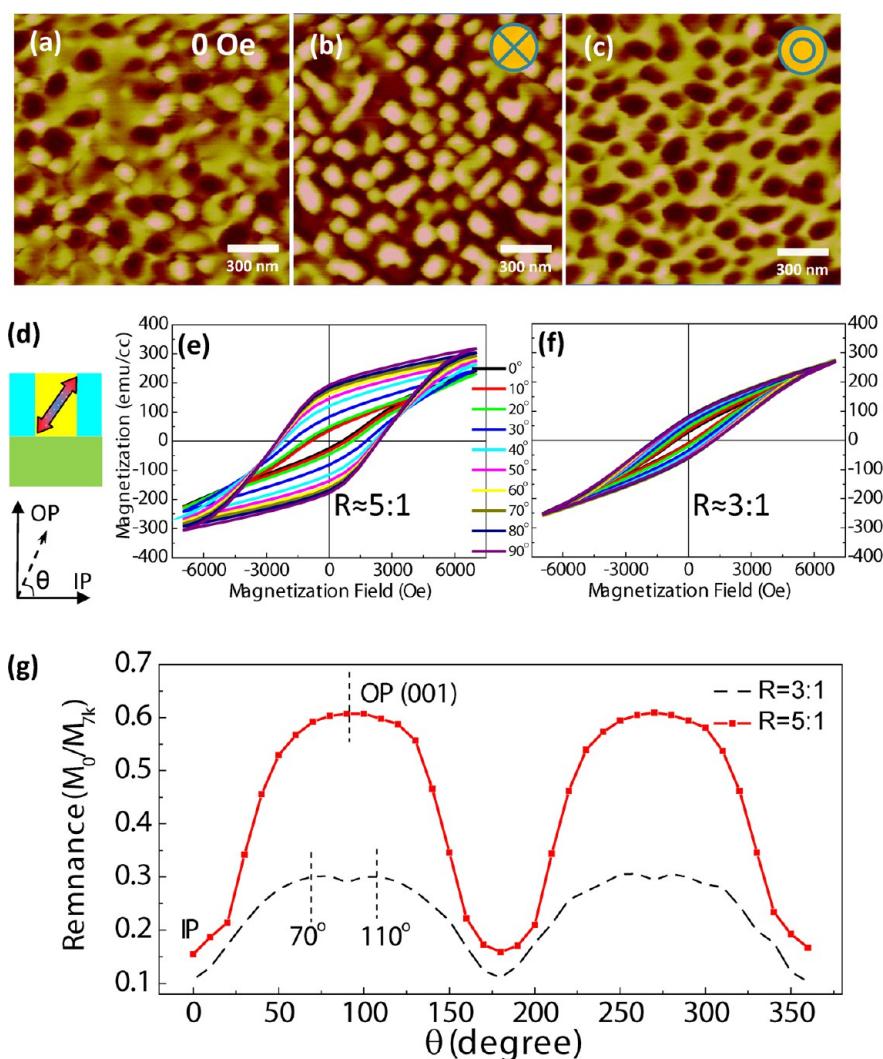 (a) 0 Oe
300 nm
(b)
300 nm
(c)
300 nm
(d)
OP
θ
IP
(e)
Magnetization (emu/cc)
400
300
200
100
0
-100
-200
-300
-400
R≈5:1
-6000 -3000 0 3000 6000
Magnetization Field (Oe)
0°
10°
20°
30°
40°
50°
60°
70°
80°
90°
(f)
R≈3:1
400
300
200
100
0
-100
-200
-300
-400
-6000 -3000 0 3000 6000
Magnetization Field (Oe)
(g)
Remnance (M0/M7k)
0.7
0.6
0.5
0.4
0.3
0.2
0.1
OP (001)
R=3:1
R=5:1
IP
70°
110°
0 50 100 150 200 250 300 350
θ (degree)